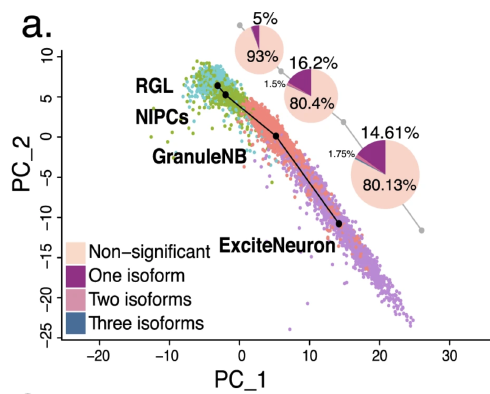 a.
5%
93%
16.2%
1.5%
80.4%
14.61%
1.75%
80.13%
RGL
NIPCs
GranuleNB
ExciteNeuron
Non-significant
One isoform
Two isoforms
Three isoforms
PC_2
10
5
0
−5
−10
−15
−20
−25
−20
−10
0
10
20
30
PC_1